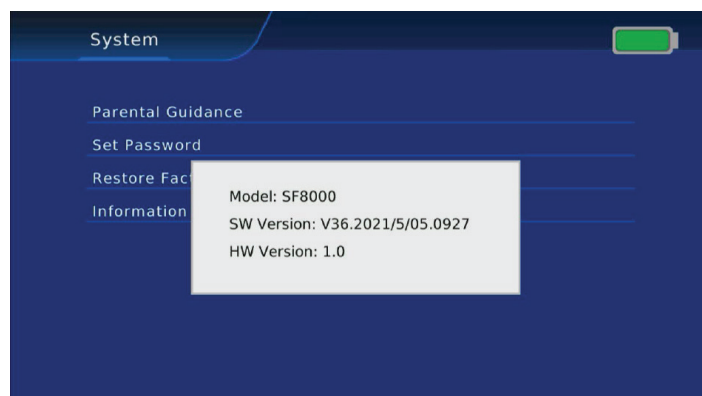 System
Parental Guidance
Set Password
Restore Fact
Information
Model: SF8000
SW Version: V36.2021/5/05.0927
HW Version: 1.0